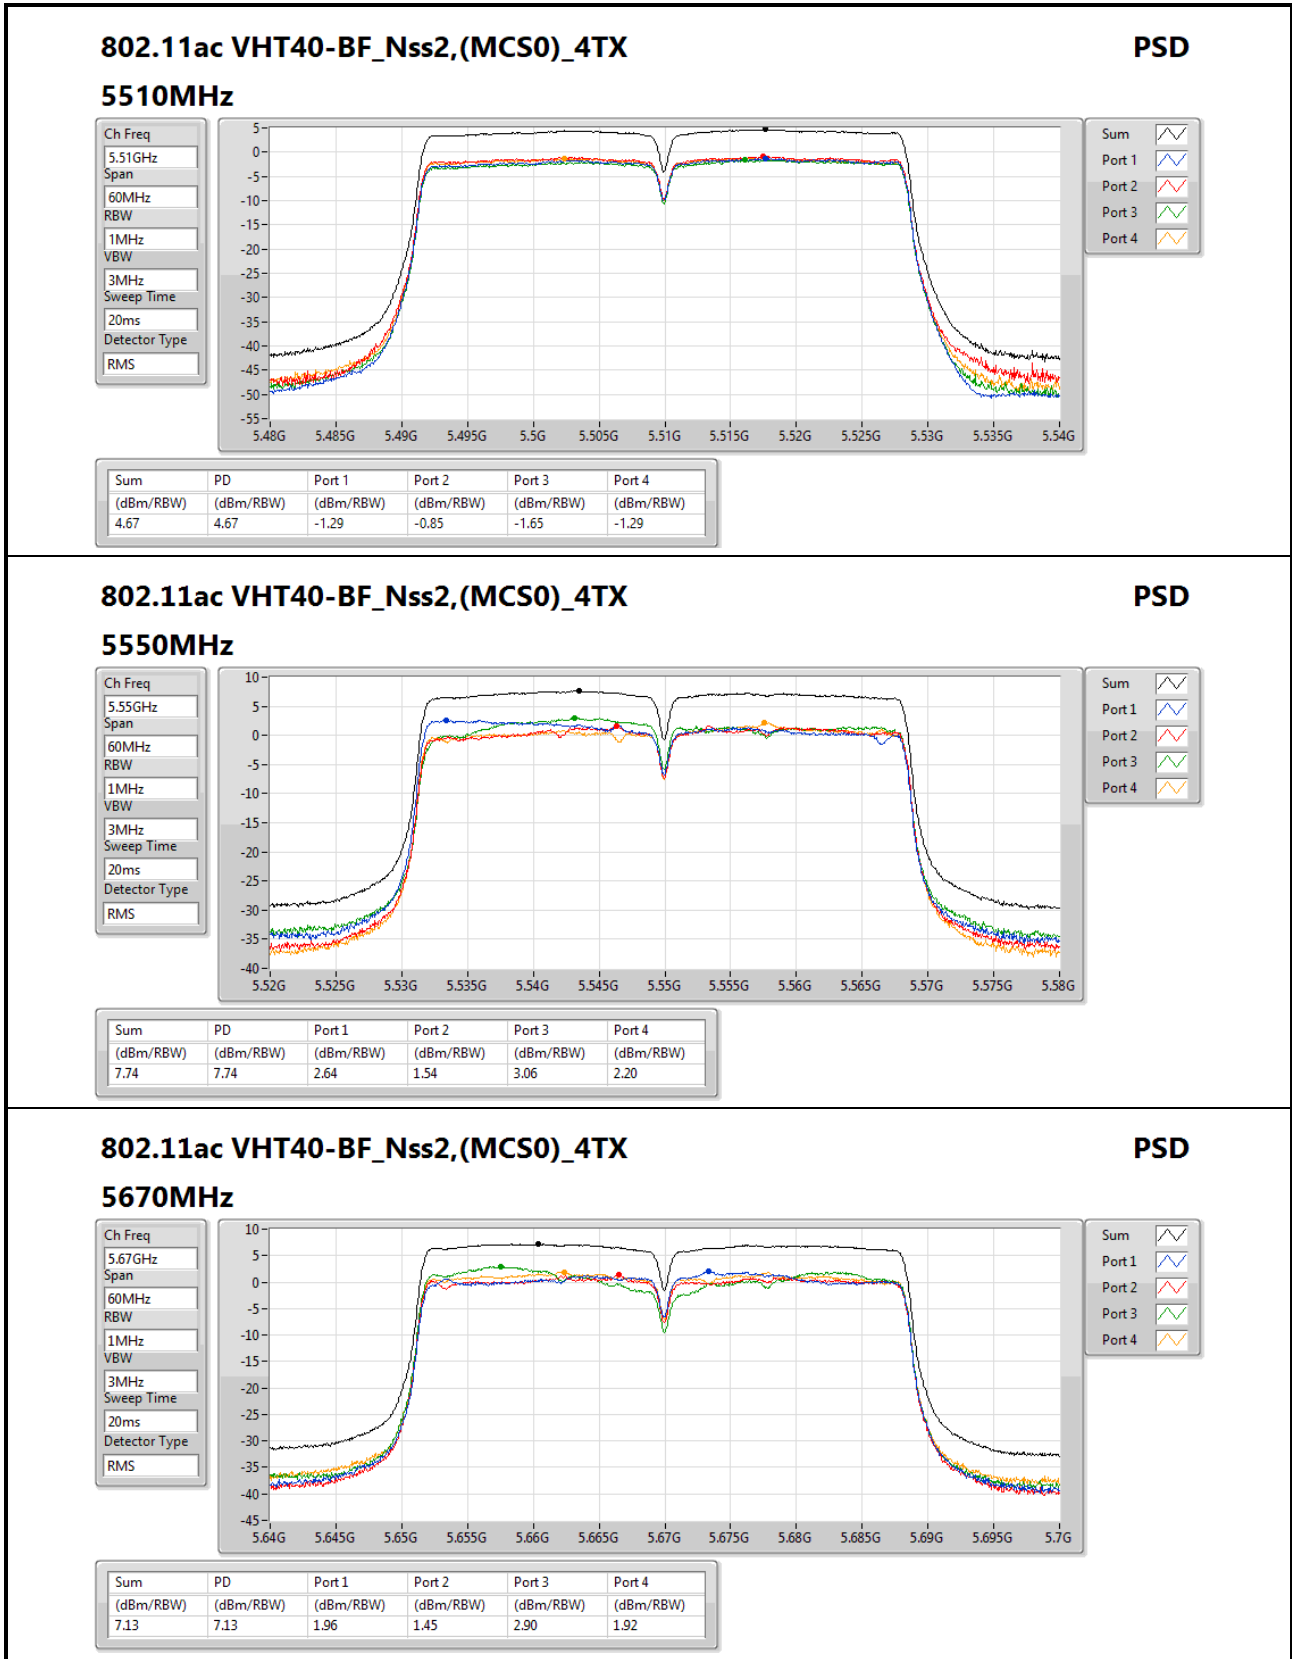 802.11ac VHT40-BF_Nss2,(MCS0)_4TX PSD
5510MHz
Ch Freq
5.51GHz
Span
60MHz
RBW
1MHz
VBW
3MHz
Sweep Time
20ms
Detector Type
RMS
5
0
-5
-10
-15
-20
-25
-30
-35
-40
-45
-50
-55
5.48G 5.485G 5.49G 5.495G 5.5G 5.505G 5.51G 5.515G 5.52G 5.525G 5.53G 5.535G 5.54G
Sum
Port 1
Port 2
Port 3
Port 4
Sum PD Port 1 Port 2 Port 3 Port 4
(dBm/RBW) (dBm/RBW) (dBm/RBW) (dBm/RBW) (dBm/RBW) (dBm/RBW)
4.67 4.67 -1.29 -0.85 -1.65 -1.29
802.11ac VHT40-BF_Nss2,(MCS0)_4TX PSD
5550MHz
Ch Freq
5.55GHz
Span
60MHz
RBW
1MHz
VBW
3MHz
Sweep Time
20ms
Detector Type
RMS
10
5
0
-5
-10
-15
-20
-25
-30
-35
-40
5.52G 5.525G 5.53G 5.535G 5.54G 5.545G 5.55G 5.555G 5.56G 5.565G 5.57G 5.575G 5.58G
Sum
Port 1
Port 2
Port 3
Port 4
Sum PD Port 1 Port 2 Port 3 Port 4
(dBm/RBW) (dBm/RBW) (dBm/RBW) (dBm/RBW) (dBm/RBW) (dBm/RBW)
7.74 7.74 2.64 1.54 3.06 2.20
802.11ac VHT40-BF_Nss2,(MCS0)_4TX PSD
5670MHz
Ch Freq
5.67GHz
Span
60MHz
RBW
1MHz
VBW
3MHz
Sweep Time
20ms
Detector Type
RMS
10
5
0
-5
-10
-15
-20
-25
-30
-35
-40
-45
5.64G 5.645G 5.65G 5.655G 5.66G 5.665G 5.67G 5.675G 5.68G 5.685G 5.69G 5.695G 5.7G
Sum
Port 1
Port 2
Port 3
Port 4
Sum PD Port 1 Port 2 Port 3 Port 4
(dBm/RBW) (dBm/RBW) (dBm/RBW) (dBm/RBW) (dBm/RBW) (dBm/RBW)
7.13 7.13 1.96 1.45 2.90 1.92